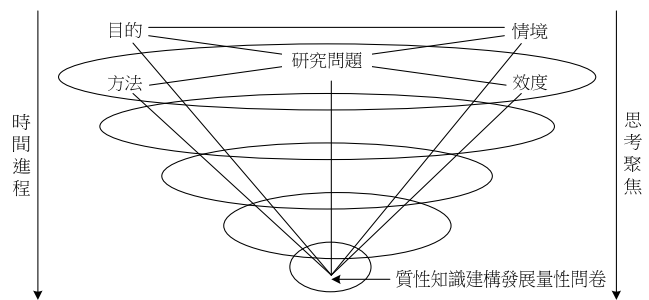 目的
情境
研究問題
方法
效度
時間進程
思考聚焦
質性知識建構發展量性問卷